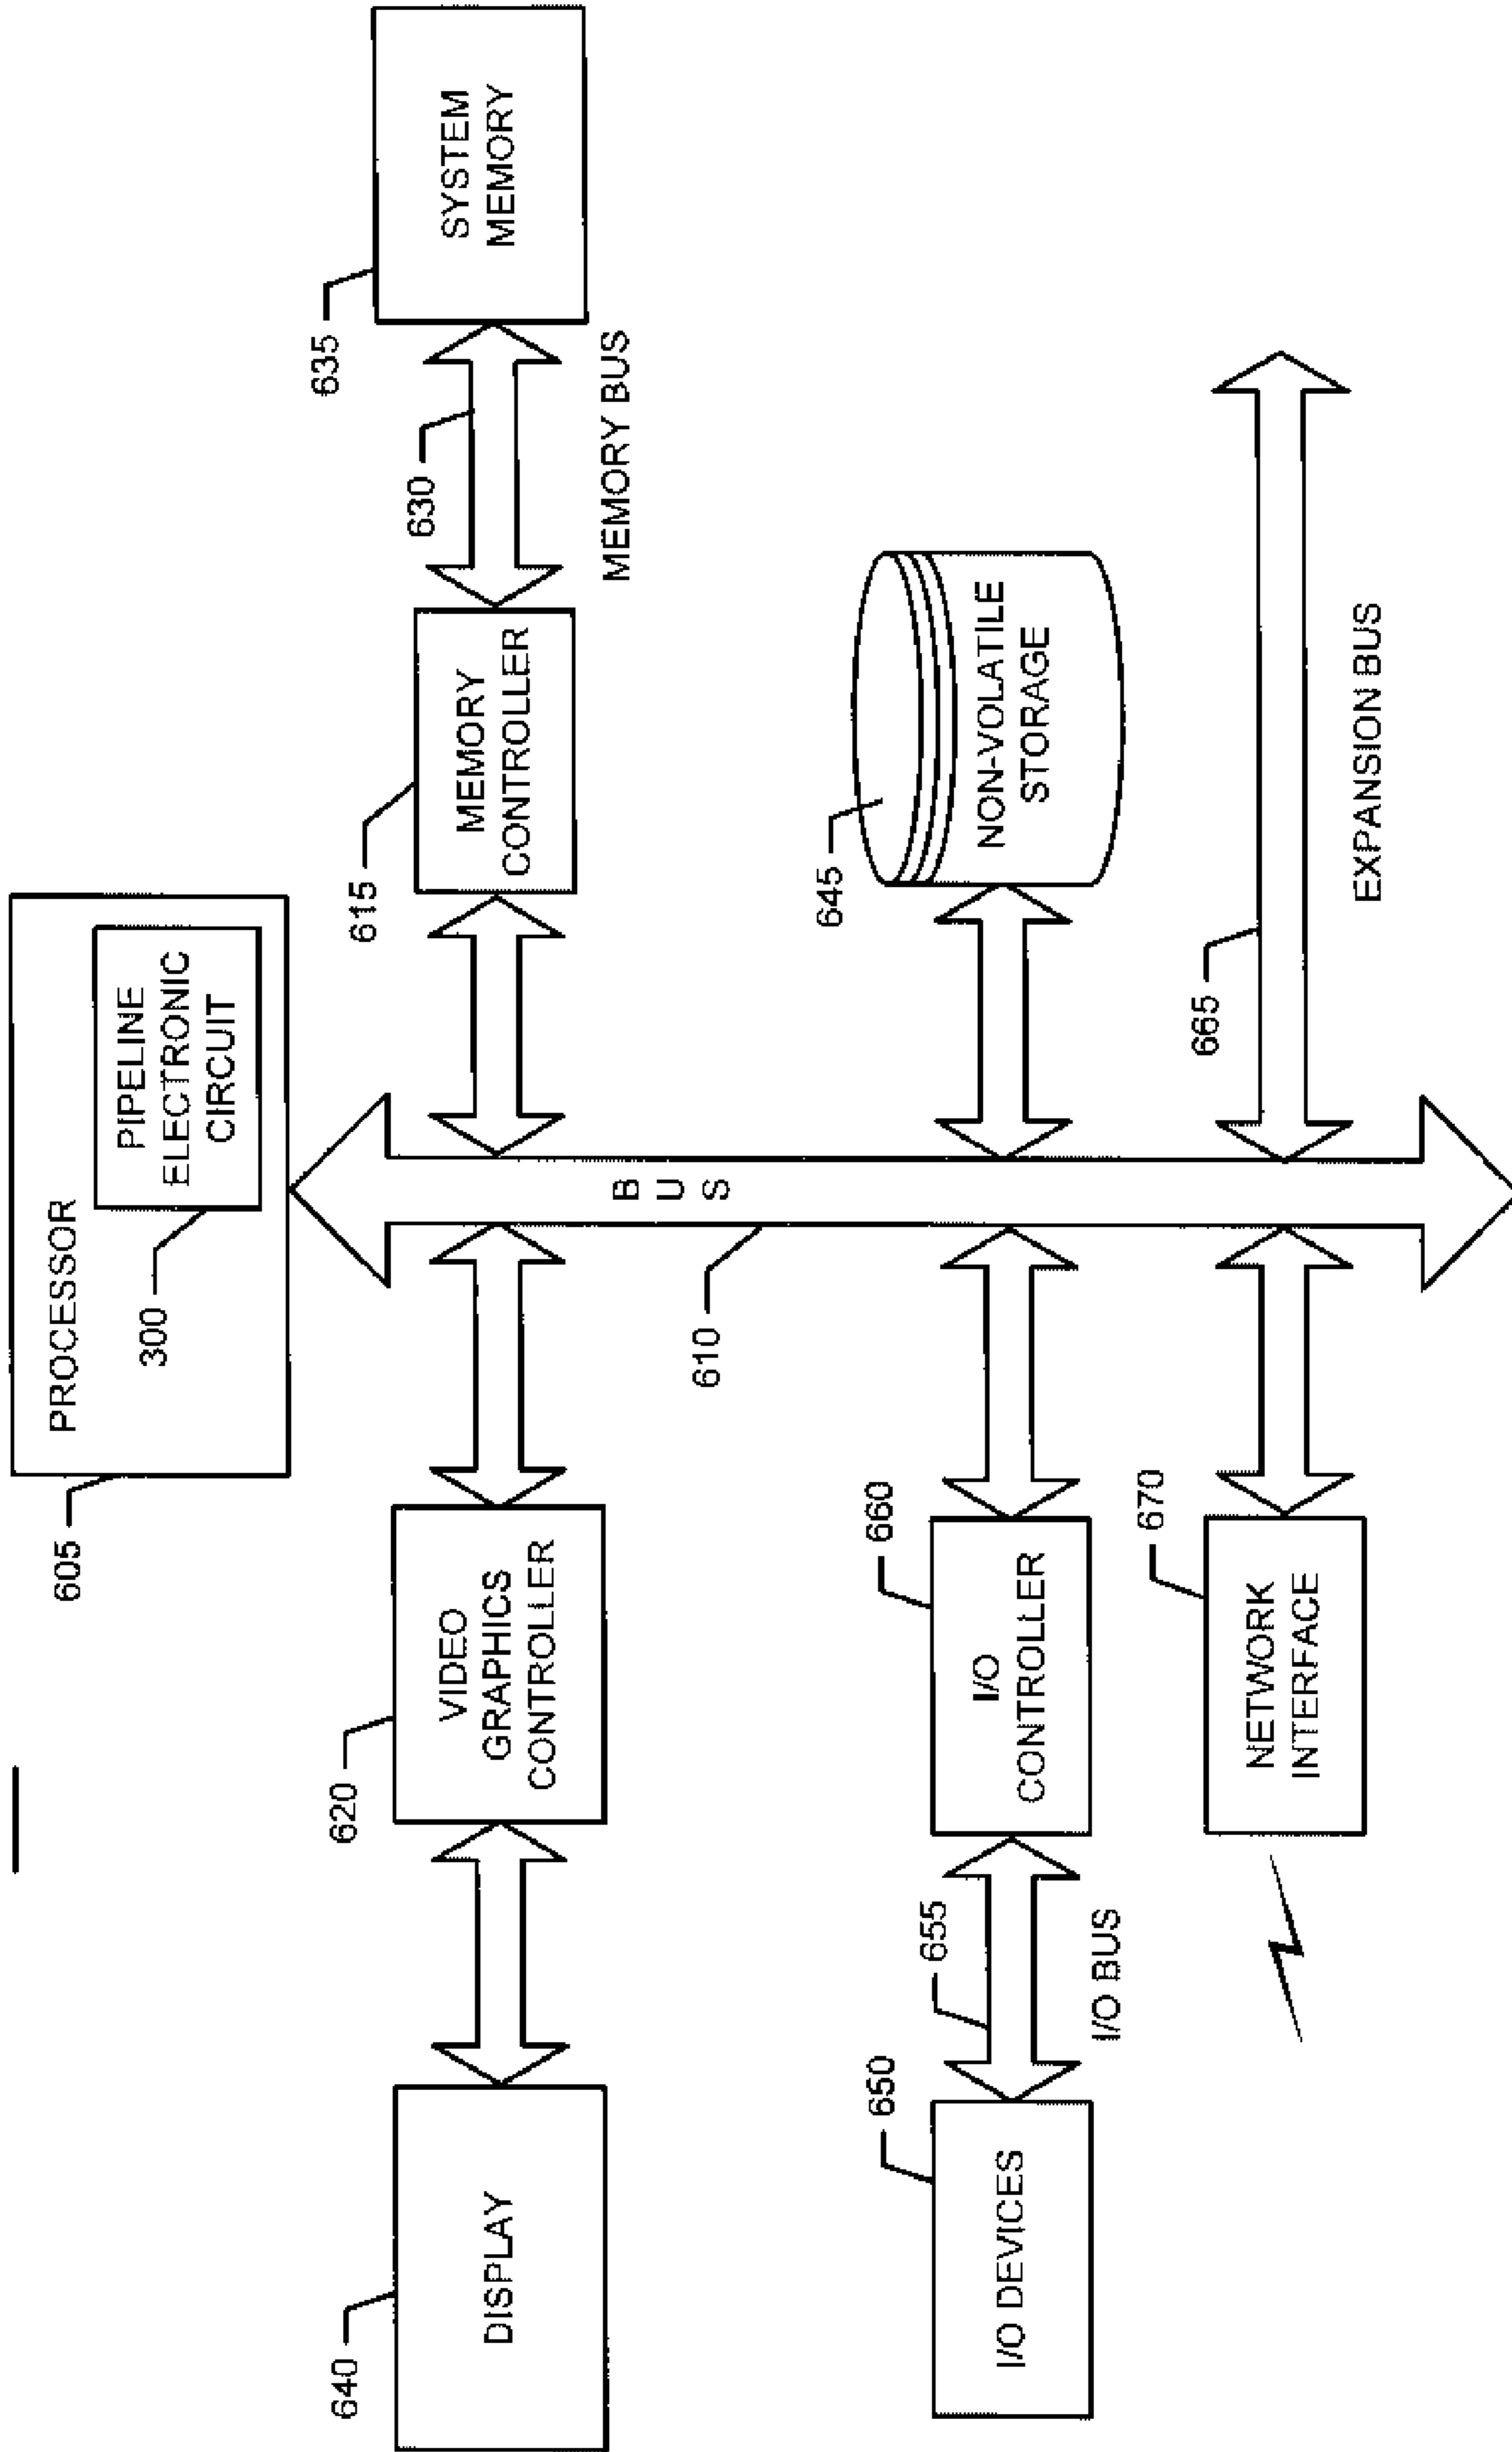 605
PROCESSOR
300
PIPELINE
ELECTRONIC
CIRCUIT
640
DISPLAY
620
VIDEO
GRAPHICS
CONTROLLER
615
MEMORY
CONTROLLER
630
MEMORY BUS
635
SYSTEM
MEMORY
B
U
S
610
650
I/O DEVICES
655
I/O BUS
660
I/O
CONTROLLER
645
NON-VOLATILE
STORAGE
670
NETWORK
INTERFACE
665
EXPANSION BUS